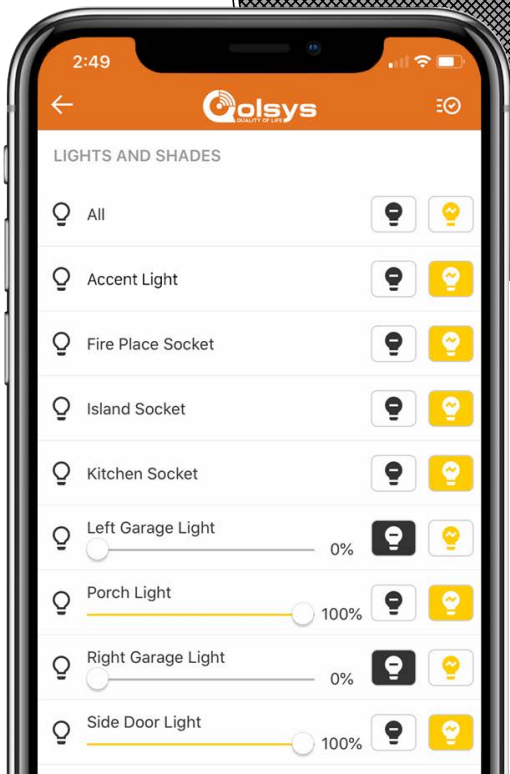 2:49
Qolsys
QUALITY OF LIFE
LIGHTS AND SHADES
All
Accent Light
Fire Place Socket
Island Socket
Kitchen Socket
Left Garage Light
0%
Porch Light
100%
Right Garage Light
0%
Side Door Light
100%